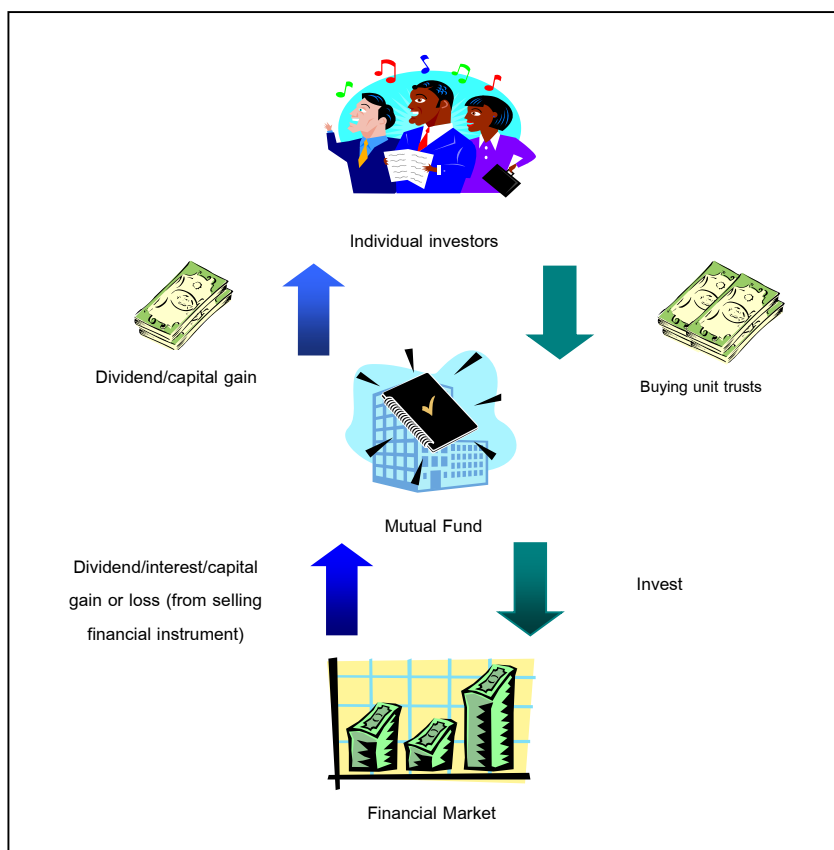 Individual investors
Dividend/capital gain
Buying unit trusts
Mutual Fund
Dividend/interest/capital
gain or loss (from selling
financial instrument)
Invest
Financial Market